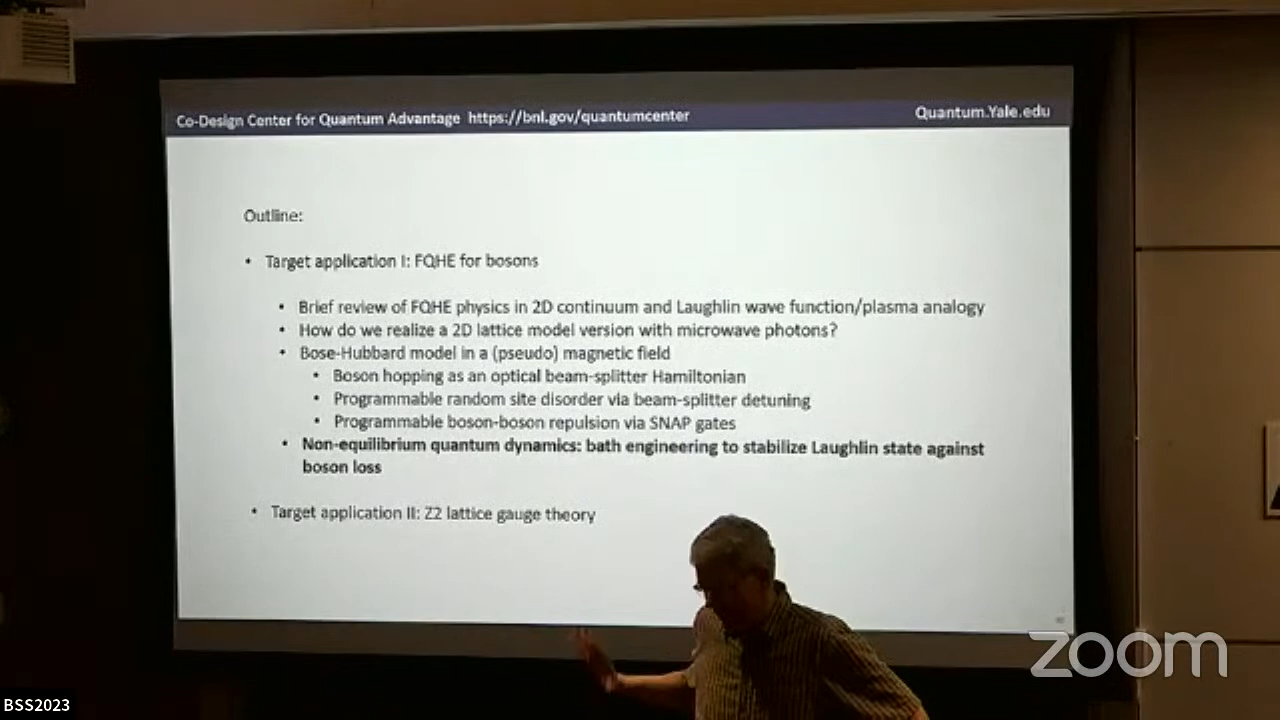 Co-Design Center for Quantum Advantage https://bnl.gov/quantumcenter Quantum.Yale.edu
Outline:
• Target application I: FQHE for bosons
• Brief review of FQHE physics in 2D continuum and Laughlin wave function/plasma analogy
• How do we realize a 2D lattice model version with microwave photons?
• Bose-Hubbard model in a (pseudo) magnetic field
• Boson hopping as an optical beam-splitter Hamiltonian
• Programmable random site disorder via beam-splitter detuning
• Programmable boson-boson repulsion via SNAP gates
• Non-equilibrium quantum dynamics: bath engineering to stabilize Laughlin state against
boson loss
• Target application II: Z2 lattice gauge theory
zoom
BSS2023